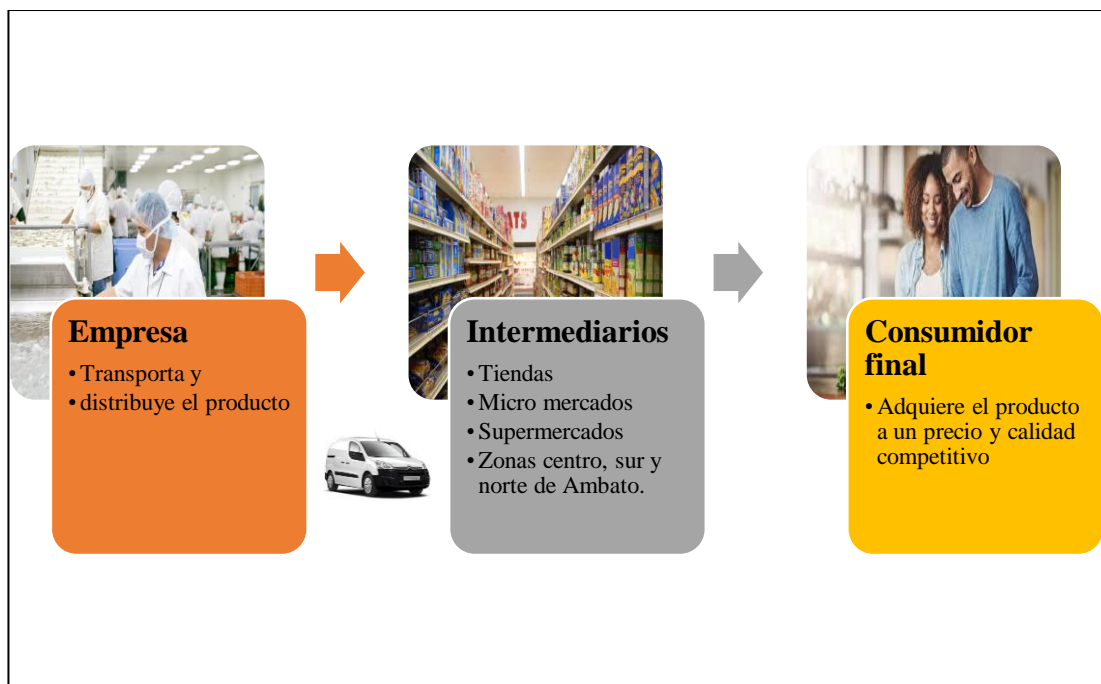 Empresa
• Transporta y
• distribuye el producto
Intermediarios
• Tiendas
• Micro mercados
• Supermercados
• Zonas centro, sur y
norte de Ambato.
Consumidor
final
• Adquiere el producto
a un precio y calidad
competitivo